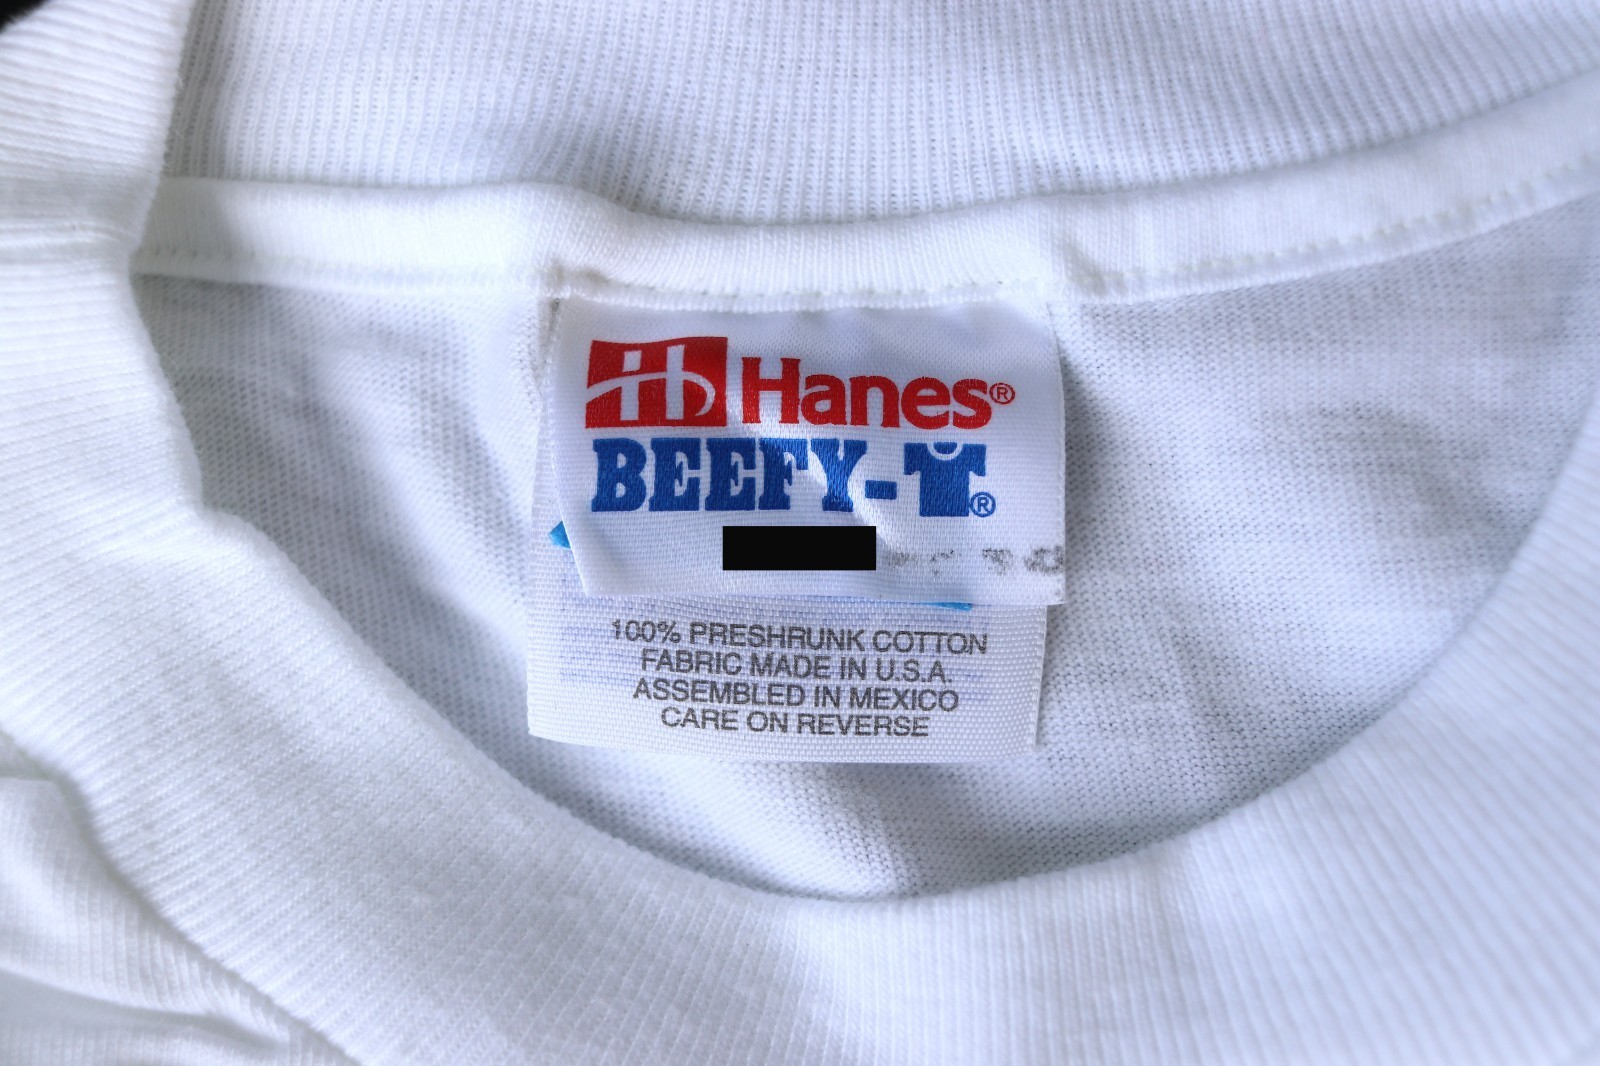 Hanes®
BEEFY-T®
100% PRESHRUNK COTTON
FABRIC MADE IN U.S.A.
ASSEMBLED IN MEXICO
CARE ON REVERSE